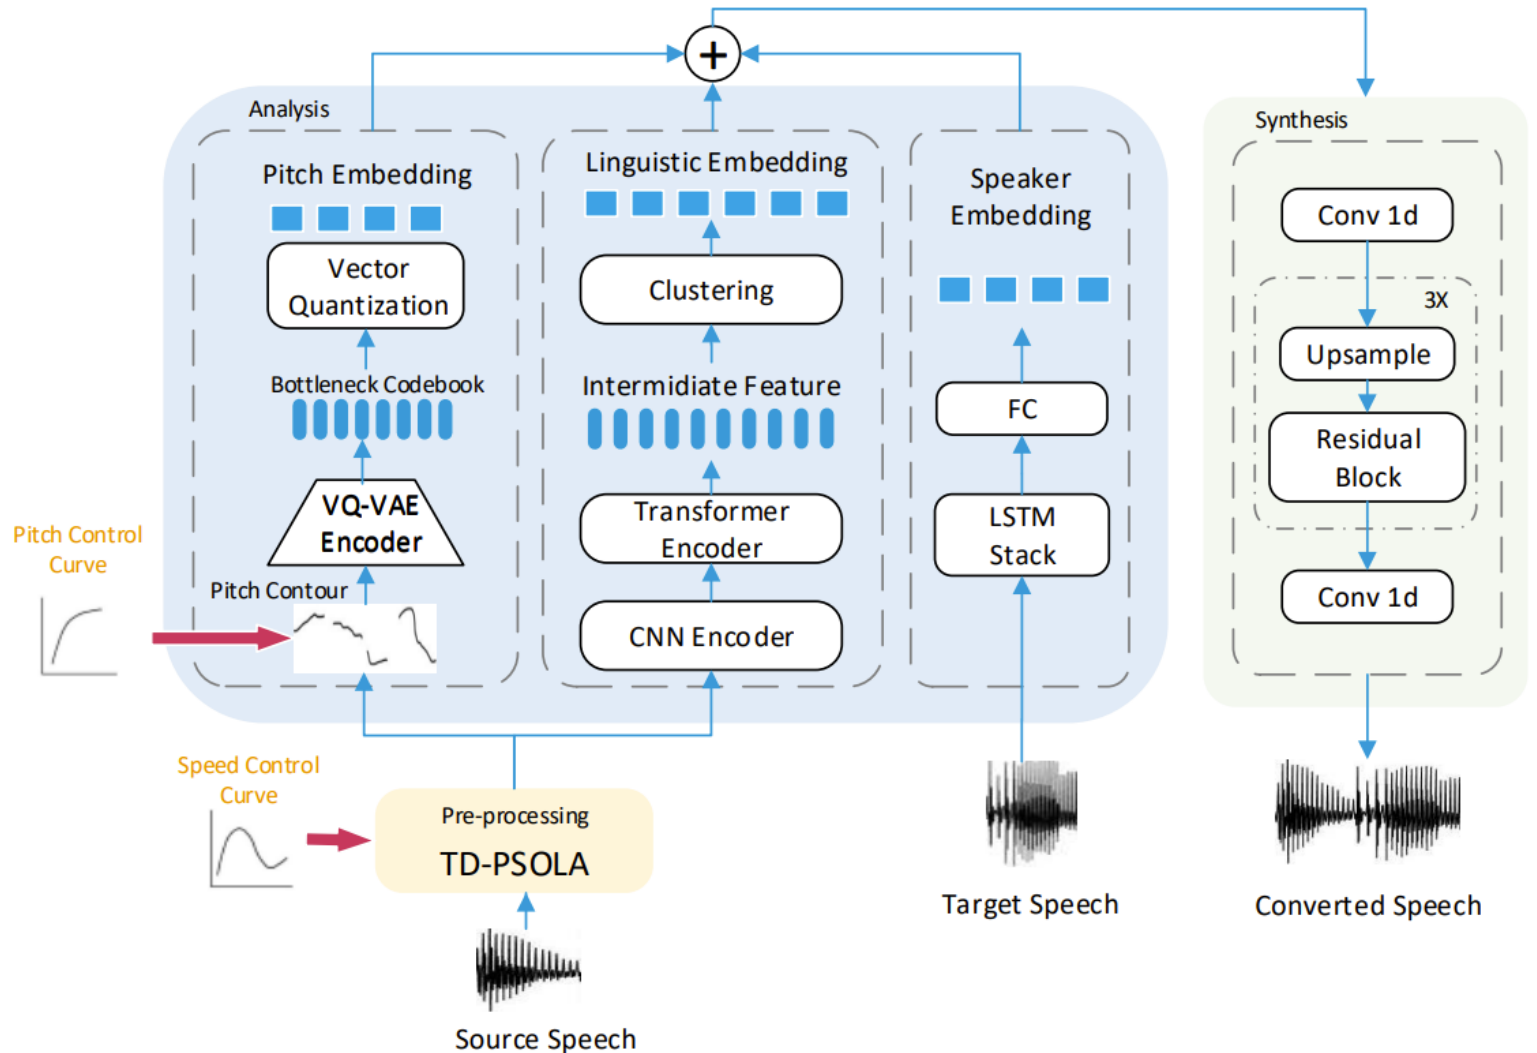 +
Analysis
Pitch Embedding
Vector
Quantization
Bottleneck Codebook
VQ-VAE
Encoder
Pitch Contour
Pitch Control
Curve
Linguistic Embedding
Clustering
Intermidiate Feature
Transformer
Encoder
CNN Encoder
Speaker
Embedding
FC
LSTM
Stack
Synthesis
Conv 1d
3X
Upsample
Residual
Block
Conv 1d
Speed Control
Curve
Pre-processing
TD-PSOLA
Source Speech
Target Speech
Converted Speech